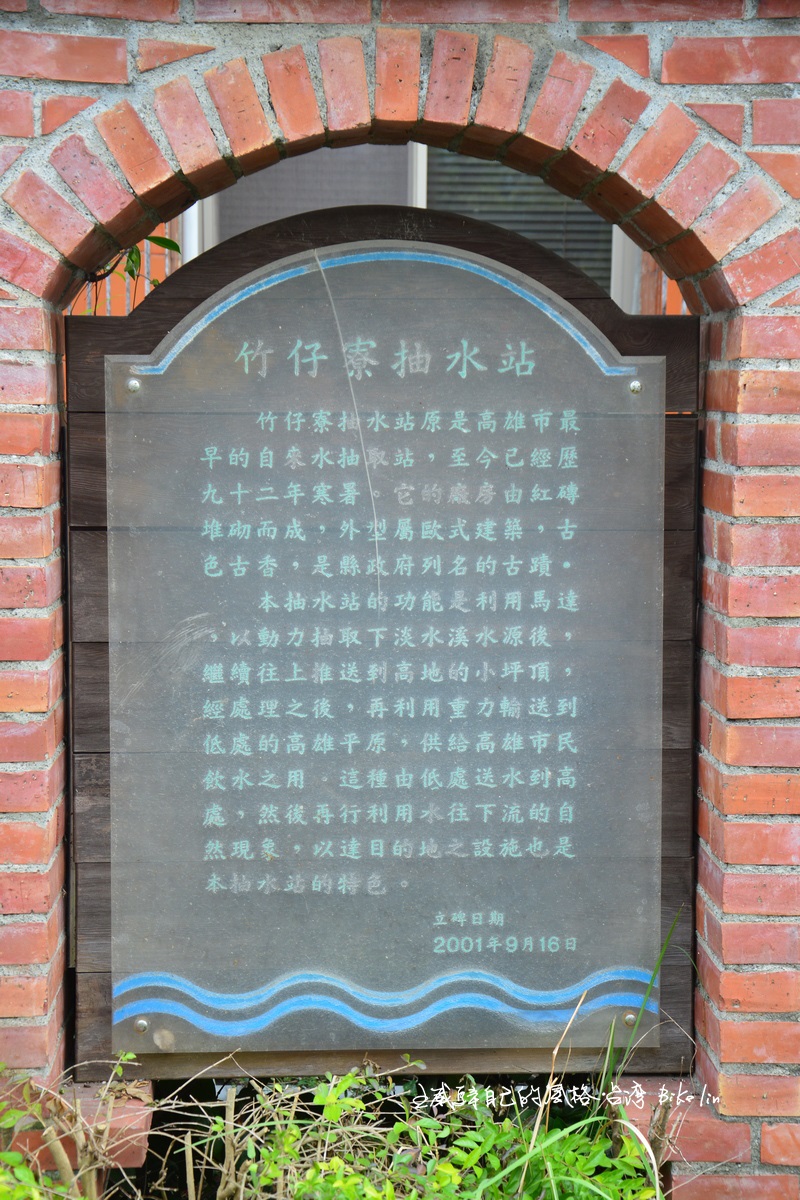 竹仔寮抽水站
竹仔寮抽水站原是高雄市最
早的自來水抽取站，至今已經歷
九十二年寒暑。它的廠房由紅磚
堆砌而成，外型屬歐式建築，古
色古香，是縣政府列名的古蹟。
本抽水站的功能是利用馬達
，以動力抽取下淡水溪水源後，
繼續往上推送到高地的小坪頂，
經處理之後，再利用重力輸送到
低處的高雄平原，供給高雄市民
飲水之用。這種由低處送水到高
處，然後再行利用水往下流的自
然現象，以達目的地之設施也是
本抽水站的特色。
立碑日期
2001年9月16日
自己的風格 台灣 Biko lin